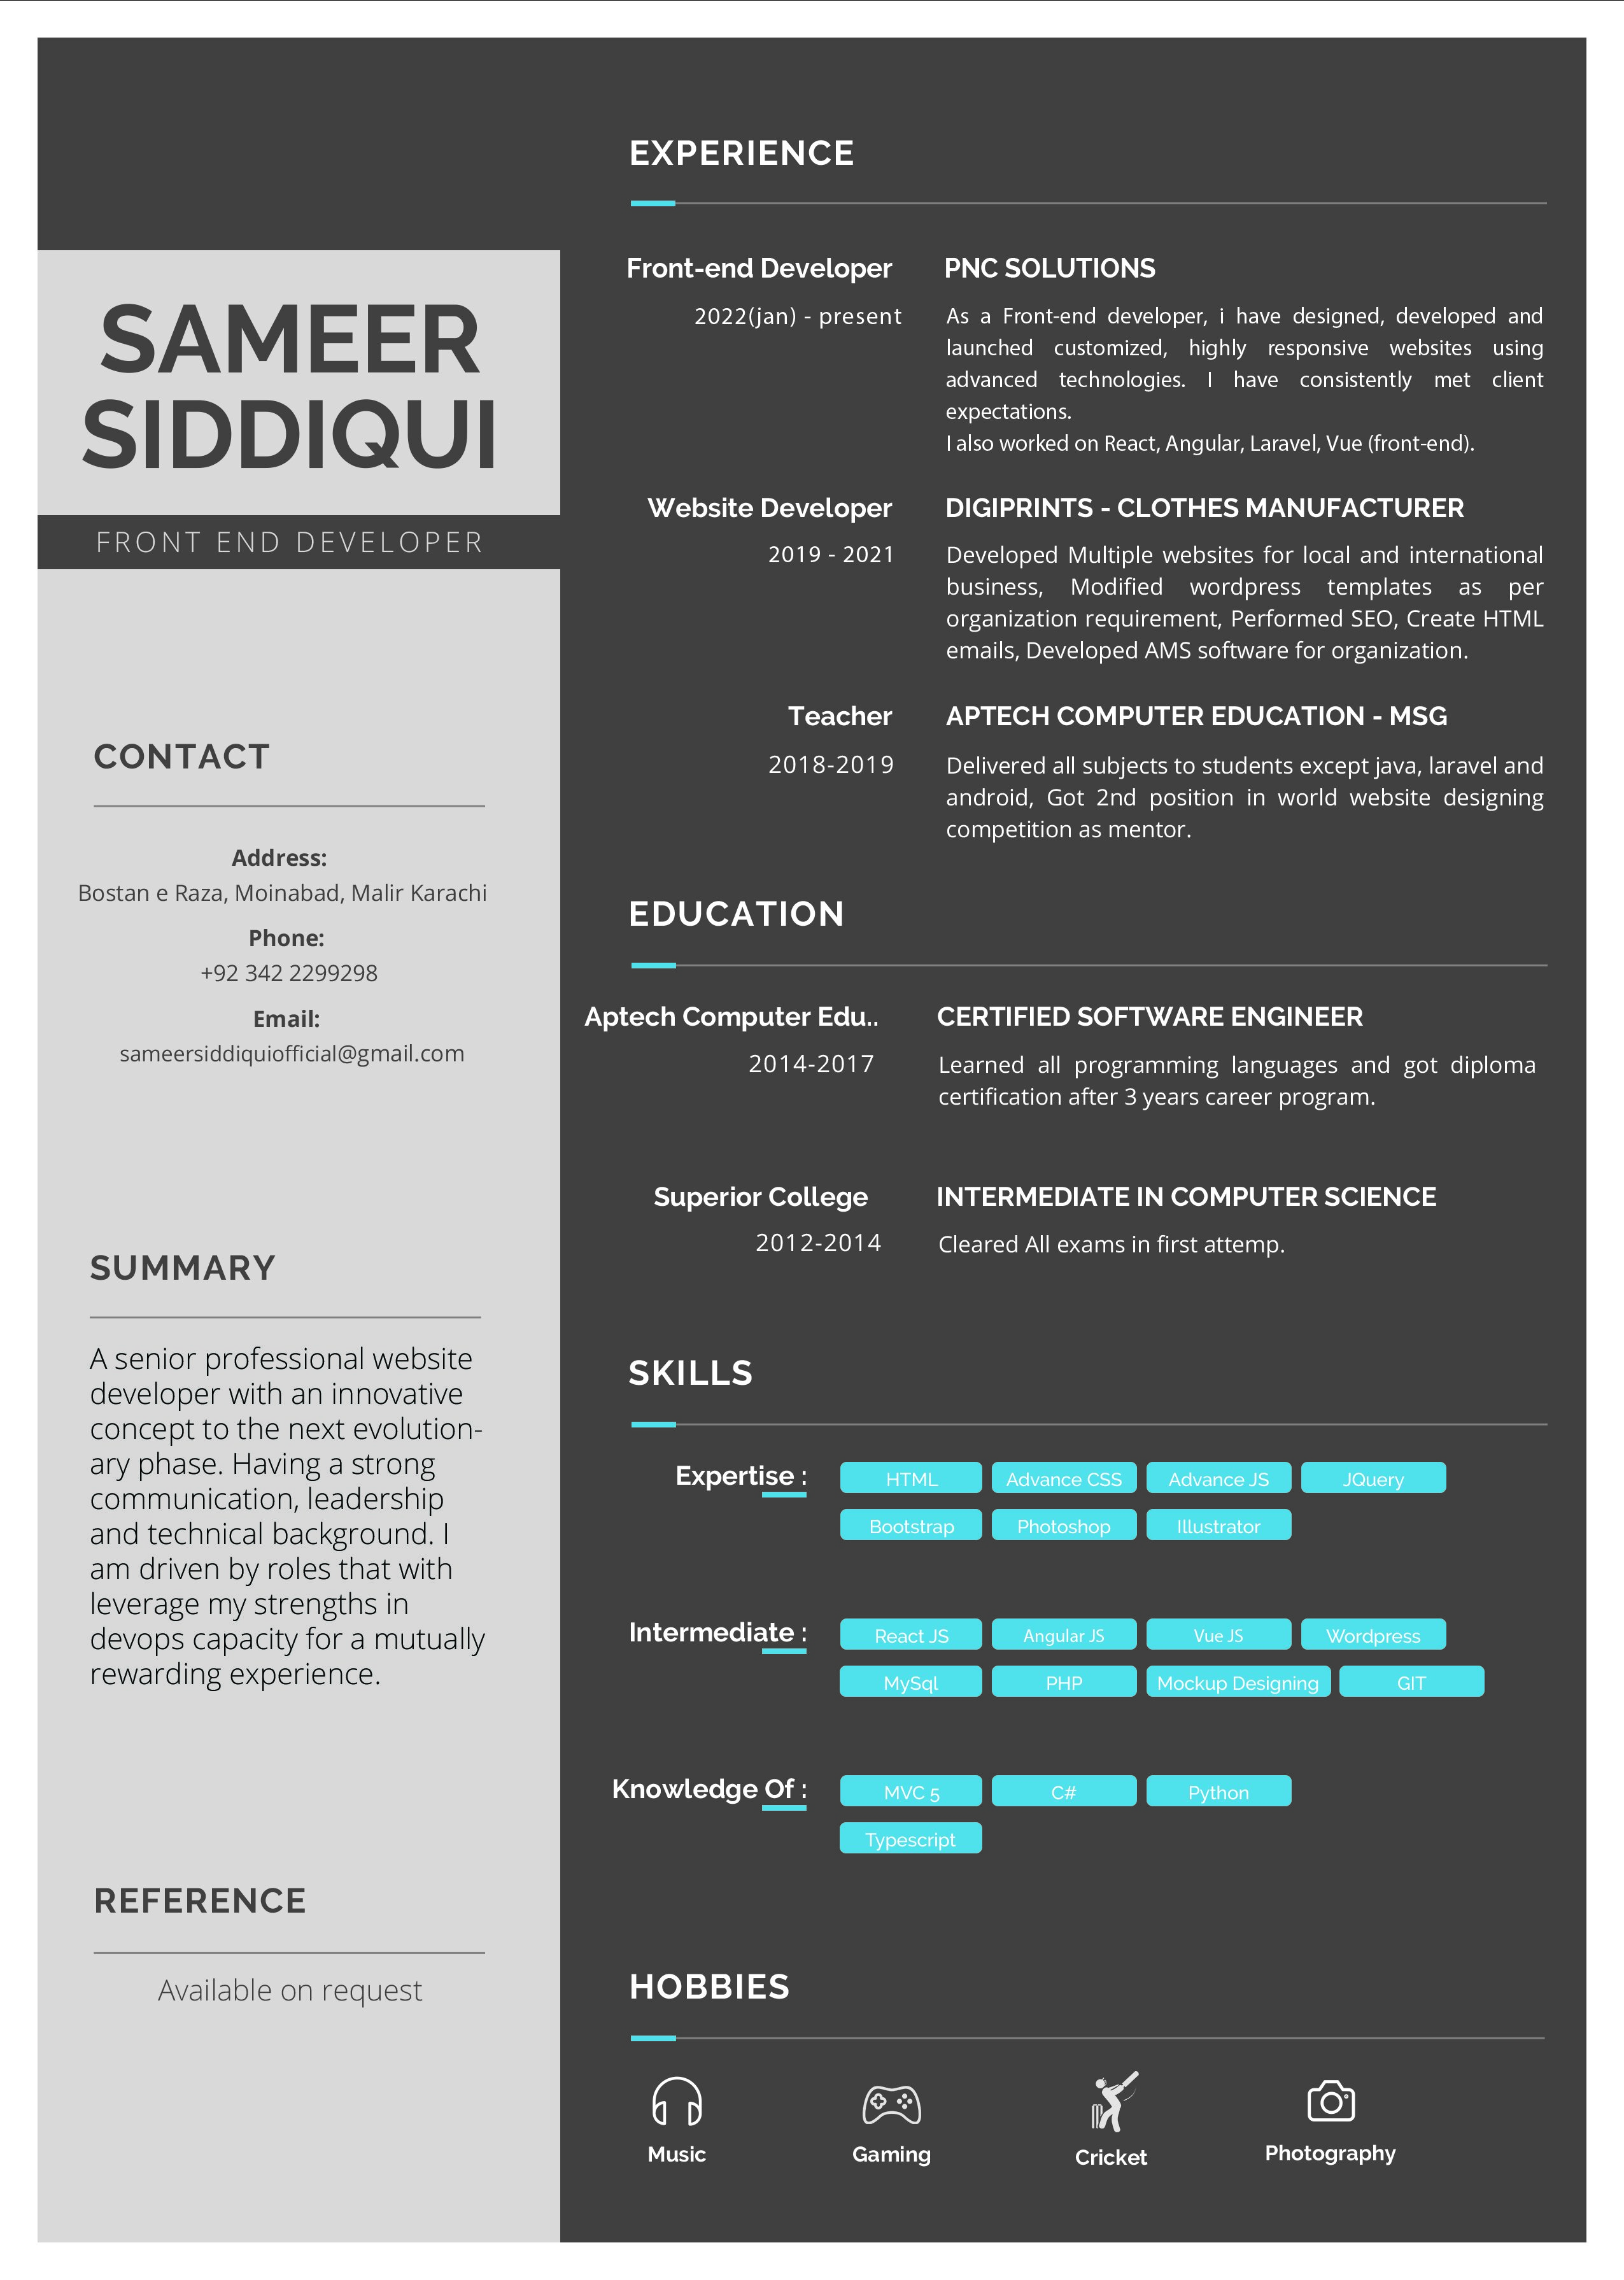 SAMEER
SIDDIQUI
FRONT END DEVELOPER
CONTACT
Address:
Bostan e Raza, Moinabad, Malir Karachi
Phone:
+92 342 2299298
Email:
sameersiddiquiofficial@gmail.com
SUMMARY
A senior professional website
developer with an innovative
concept to the next evolution-
ary phase. Having a strong
communication, leadership
and technical background. I
am driven by roles that with
leverage my strengths in
devops capacity for a mutually
rewarding experience.
REFERENCE
Available on request
EXPERIENCE
Front-end Developer
2022(jan) - present
PNC SOLUTIONS
As a Front-end developer, i have designed, developed and
launched customized, highly responsive websites using
advanced technologies. I have consistently met client
expectations.
I also worked on React, Angular, Laravel, Vue (front-end).
Website Developer
2019 - 2021
DIGIPRINTS - CLOTHES MANUFACTURER
Developed Multiple websites for local and international
business, Modified wordpress templates as per
organization requirement, Performed SEO, Create HTML
emails, Developed AMS software for organization.
Teacher
2018-2019
APTECH COMPUTER EDUCATION - MSG
Delivered all subjects to students except java, laravel and
android, Got 2nd position in world website designing
competition as mentor.
EDUCATION
Aptech Computer Edu..
2014-2017
CERTIFIED SOFTWARE ENGINEER
Learned all programming languages and got diploma
certification after 3 years career program.
Superior College
2012-2014
INTERMEDIATE IN COMPUTER SCIENCE
Cleared All exams in first attemp.
SKILLS
Expertise :
HTML Advance CSS Advance JS JQuery
Bootstrap Photoshop Illustrator
Intermediate :
React JS Angular JS Vue JS Wordpress
MySql PHP Mockup Designing GIT
Knowledge Of :
MVC 5 C# Python
Typescript
HOBBIES
Music Gaming Cricket Photography